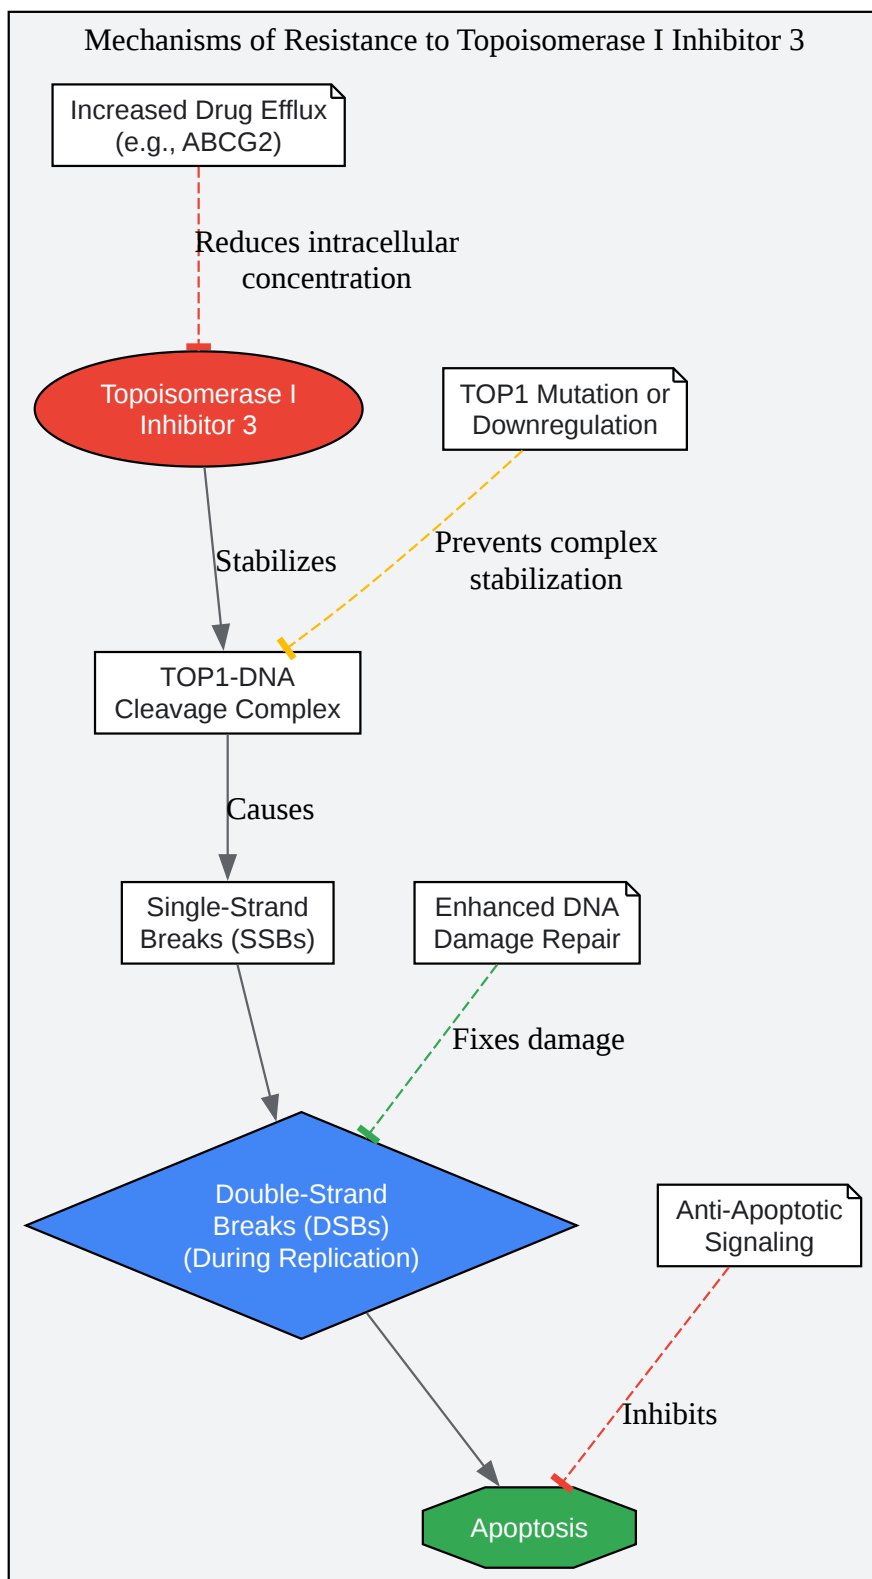 Mechanisms of Resistance to Topoisomerase I Inhibitor 3
Increased Drug Efflux
(e.g., ABCG2)
Reduces intracellular
concentration
Topoisomerase I
Inhibitor 3
TOP1 Mutation or
Downregulation
Stabilizes
Prevents complex
stabilization
TOP1-DNA
Cleavage Complex
Causes
Single-Strand
Breaks (SSBs)
Enhanced DNA
Damage Repair
Fixes damage
Double-Strand
Breaks (DSBs)
(During Replication)
Anti-Apoptotic
Signaling
Inhibits
Apoptosis